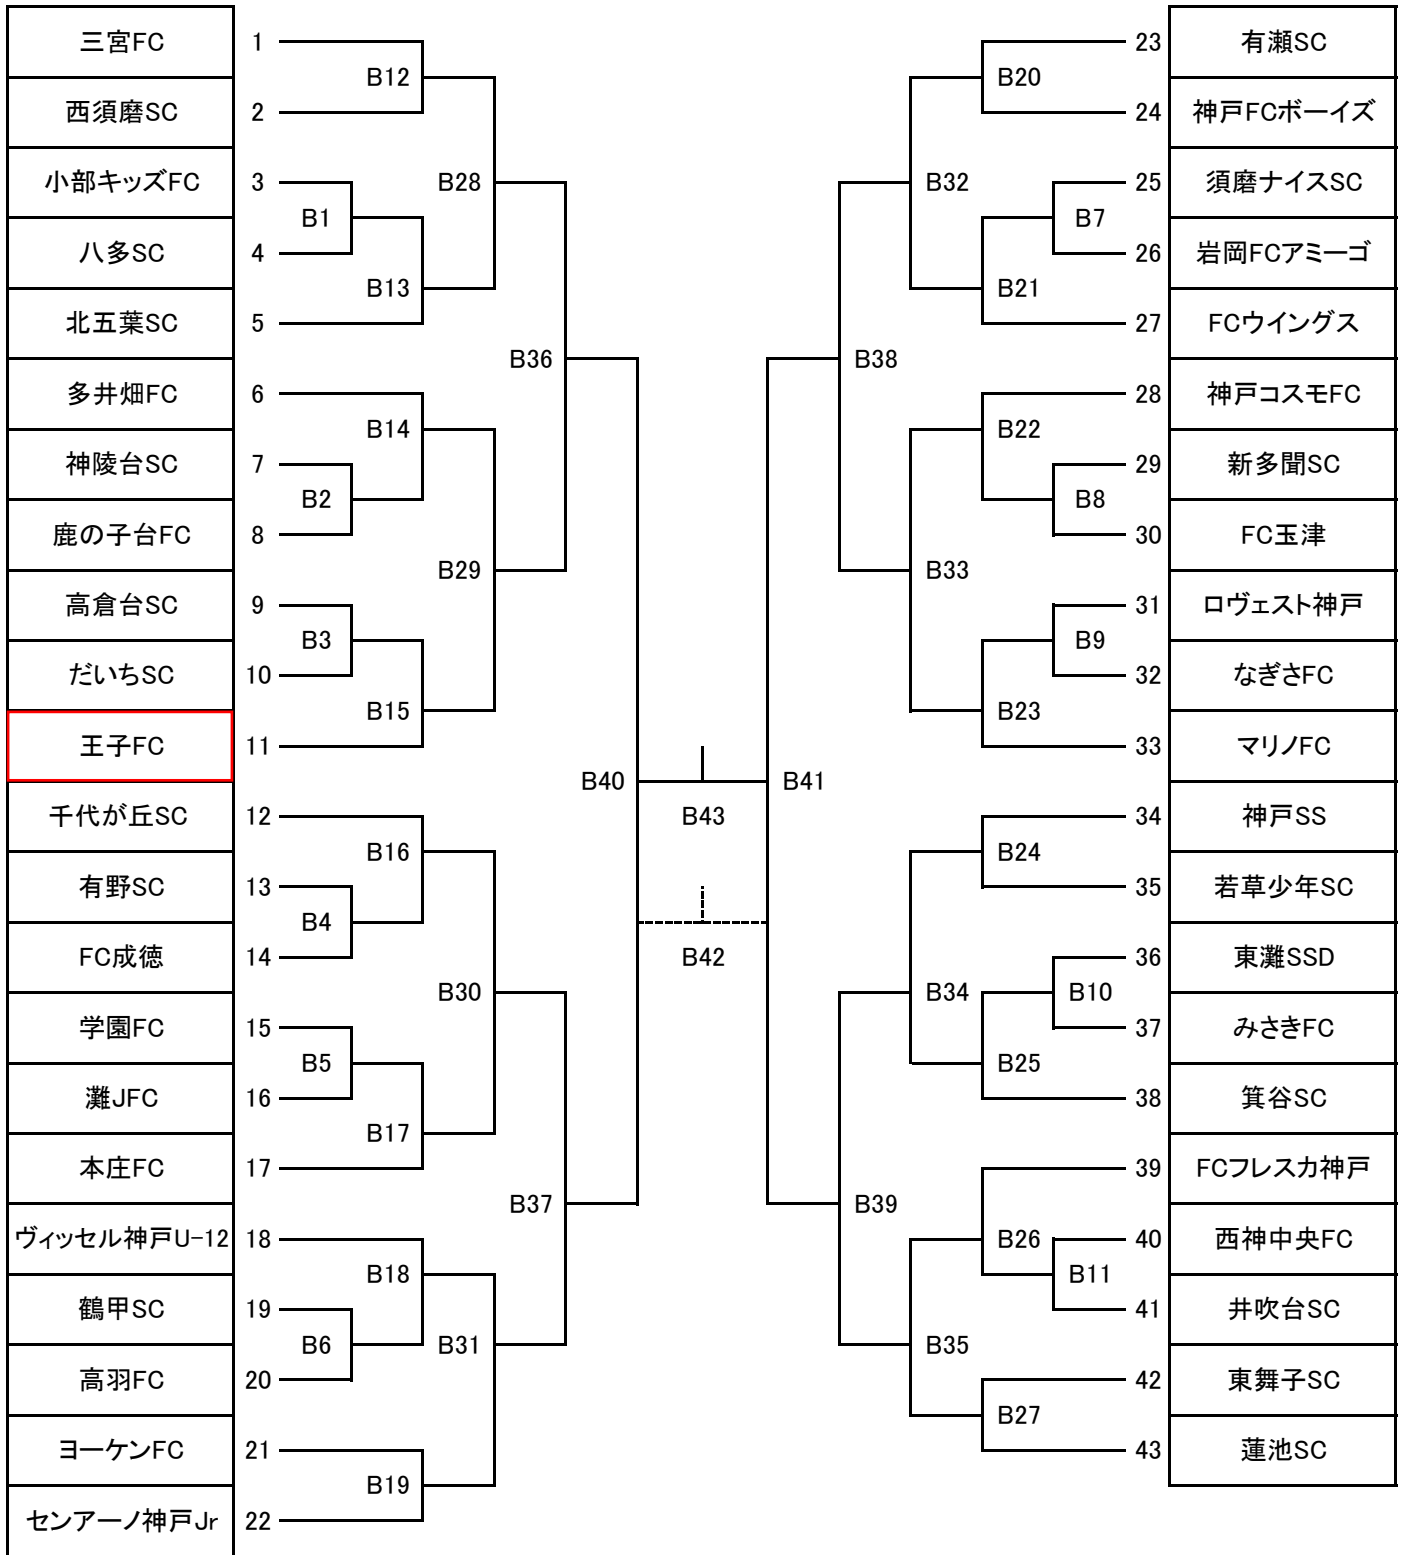 三宮FC 1
西須磨SC 2
小部キッズFC 3
八多SC 4
北五葉SC 5
多井畑FC 6
神陵台SC 7
鹿の子台FC 8
高倉台SC 9
だいちSC 10
王子FC 11
千代が丘SC 12
有野SC 13
FC成徳 14
学園FC 15
灘JFC 16
本庄FC 17
ヴィッセル神戸U-12 18
鶴甲SC 19
高羽FC 20
ヨーケンFC 21
センアーノ神戸Jr 22
B1
B2
B3
B4
B5
B6
B12
B13
B14
B15
B16
B17
B18
B19
B28
B29
B30
B31
B36
B37
B40
B43
B42
B41
B38
B39
B32
B33
B34
B35
B20
B21
B22
B23
B24
B25
B26
B27
B7
B8
B9
B10
B11
23 有瀬SC
24 神戸FCボーイズ
25 須磨ナイスSC
26 岩岡FCアミーゴ
27 FCウイングス
28 神戸コスモFC
29 新多聞SC
30 FC玉津
31 ロヴェスト神戸
32 なぎさFC
33 マリノFC
34 神戸SS
35 若草少年SC
36 東灘SSD
37 みさきFC
38 箕谷SC
39 FCフレスカ神戸
40 西神中央FC
41 井吹台SC
42 東舞子SC
43 蓮池SC